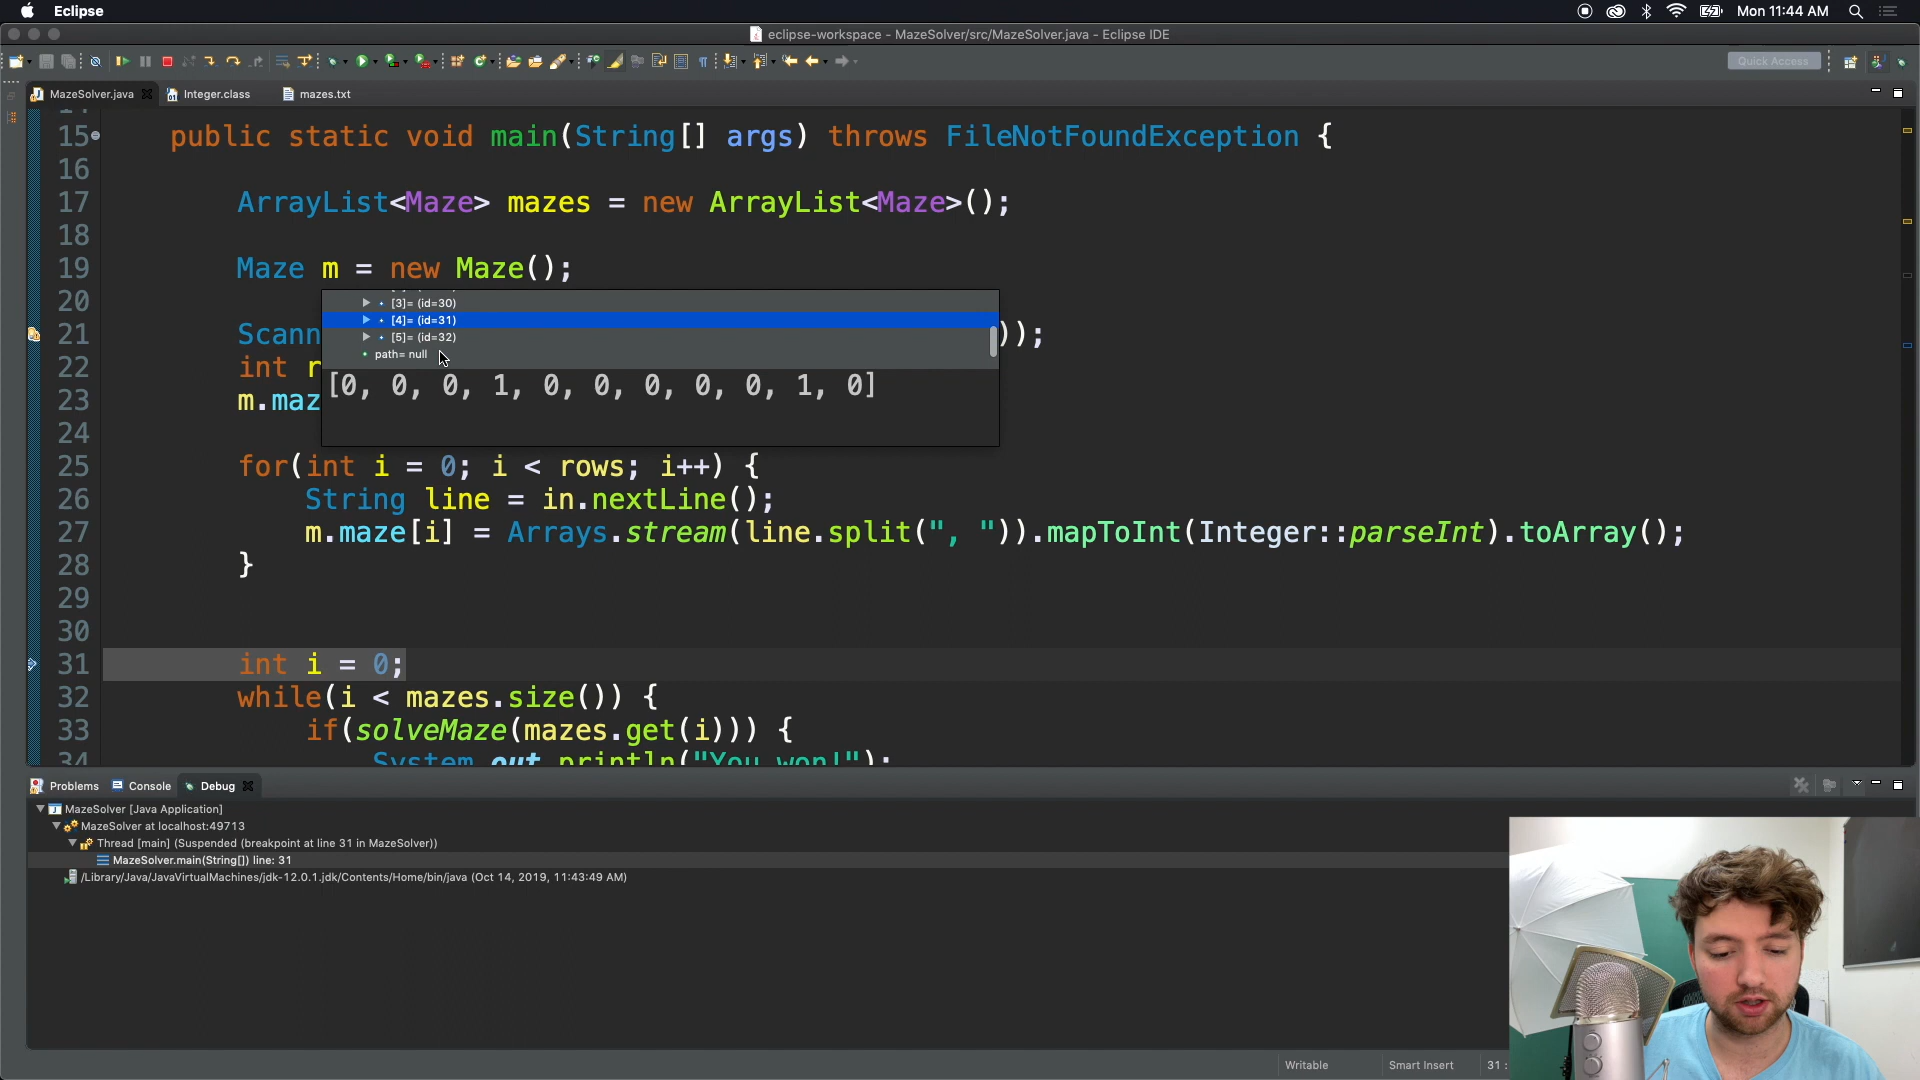 Eclipse
Mon 11:44 AM
eclipse-workspace - MazeSolver/src/MazeSolver.java - Eclipse IDE
Quick Access
MazeSolver.java
Integer.class
mazes.txt
15 public static void main(String[] args) throws FileNotFoundException {
16
17 ArrayList<Maze> mazes = new ArrayList<Maze>();
18
19 Maze m = new Maze();
20
[3]= (id=30)
[4]= (id=31)
[5]= (id=32)
path= null
[0, 0, 0, 1, 0, 0, 0, 0, 0, 1, 0]
21 Scann ));
22 int r
23 m.maz
24
25 for(int i = 0; i < rows; i++) {
26 String line = in.nextLine();
27 m.maze[i] = Arrays.stream(line.split(", ")).mapToInt(Integer::parseInt).toArray();
28 }
29
30
31 int i = 0;
32 while(i < mazes.size()) {
33 if(solveMaze(mazes.get(i))) {
34 System.out.println("You won!");
Problems
Console
Debug
MazeSolver [Java Application]
MazeSolver at localhost:49713
Thread [main] (Suspended (breakpoint at line 31 in MazeSolver))
MazeSolver.main(String[]) line: 31
/Library/Java/JavaVirtualMachines/jdk-12.0.1.jdk/Contents/Home/bin/java (Oct 14, 2019, 11:43:49 AM)
Writable
Smart Insert
31 :